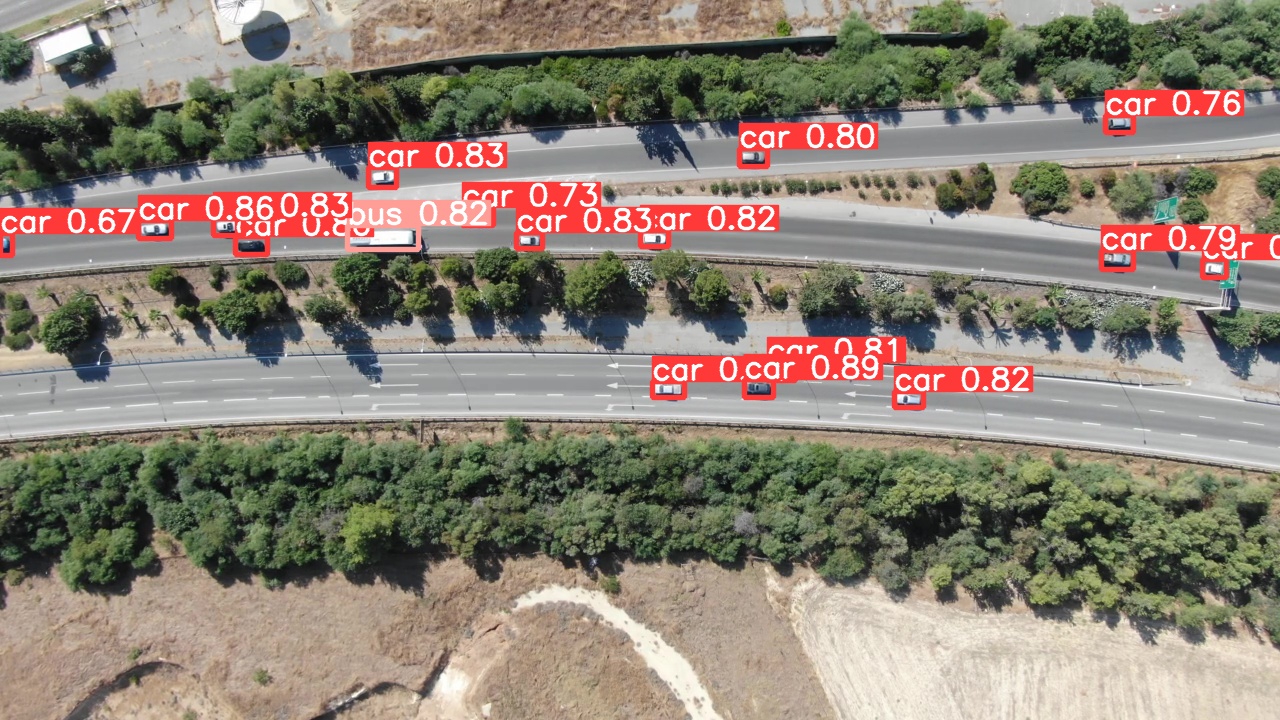 car 0.76
car 0.80
car 0.83
car 0.73
car 0.67
car 0.86
0.83
bus 0.82
car 0.83
ar 0.82
car 0.79
car 0.81
car 0.89
car 0.82